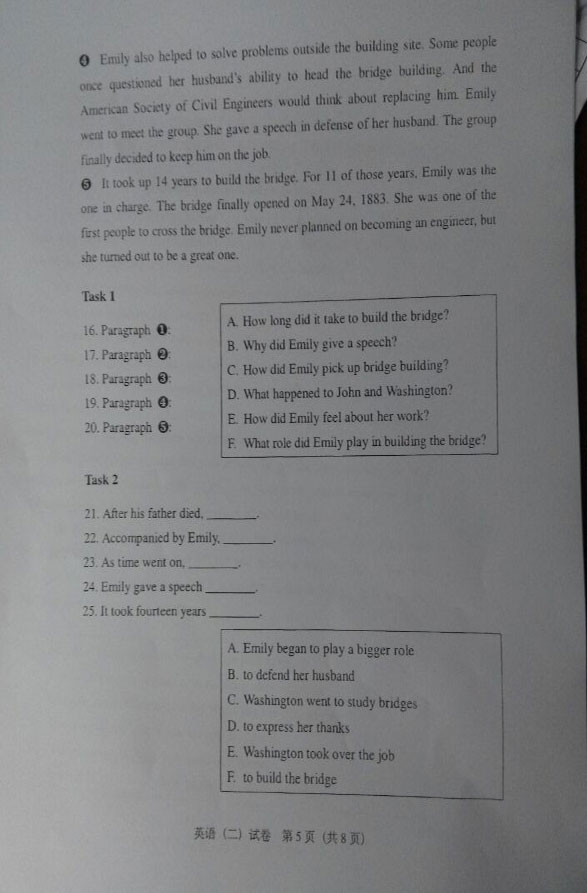 ❹ Emily also helped to solve problems outside the building site. Some people
once questioned her husband's ability to head the bridge building. And the
American Society of Civil Engineers would think about replacing him. Emily
went to meet the group. She gave a speech in defense of her husband. The group
finally decided to keep him on the job.
❺ It took up 14 years to build the bridge. For 11 of those years, Emily was the
one in charge. The bridge finally opened on May 24, 1883. She was one of the
first people to cross the bridge. Emily never planned on becoming an engineer, but
she turned out to be a great one.
Task 1
16. Paragraph ❶:
17. Paragraph ❷:
18. Paragraph ❸:
19. Paragraph ❹:
20. Paragraph ❺:
A. How long did it take to build the bridge?
B. Why did Emily give a speech?
C. How did Emily pick up bridge building?
D. What happened to John and Washington?
E. How did Emily feel about her work?
F. What role did Emily play in building the bridge?
Task 2
21. After his father died, ________.
22. Accompanied by Emily, ________.
23. As time went on, ________.
24. Emily gave a speech ________.
25. It took fourteen years ________.
A. Emily began to play a bigger role
B. to defend her husband
C. Washington went to study bridges
D. to express her thanks
E. Washington took over the job
F. to build the bridge
英语（二）试卷 第 5 页（共 8 页）